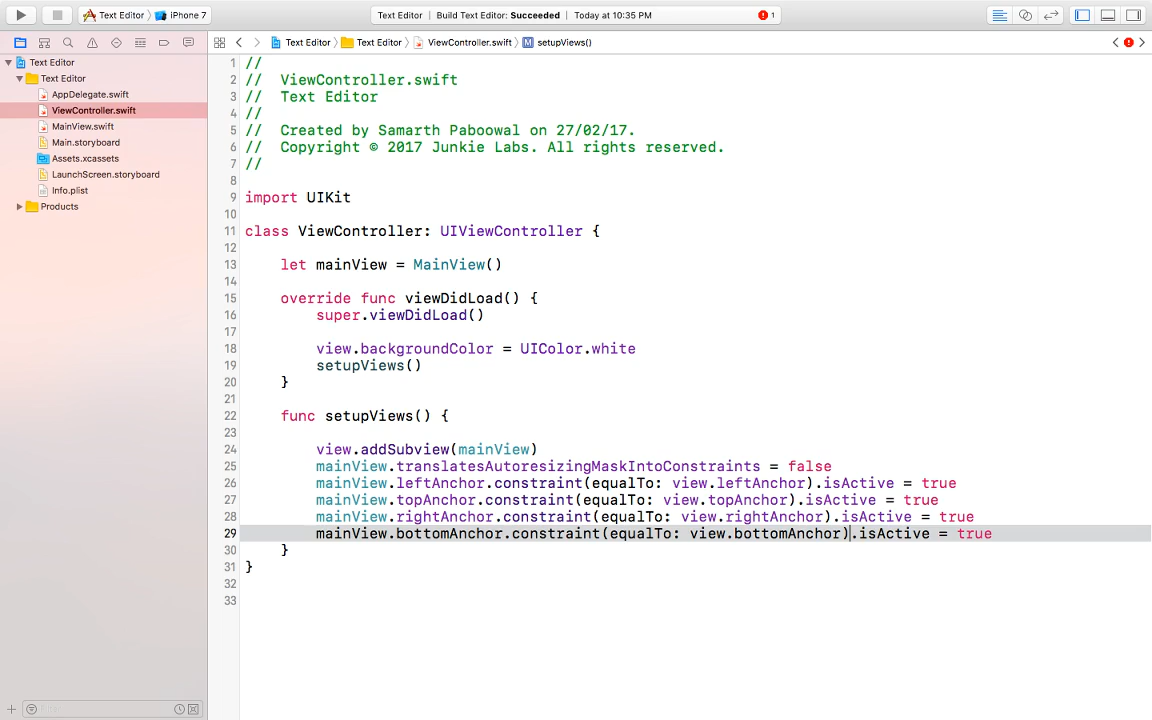 Text Editor iPhone 7
Text Editor | Build Text Editor: Succeeded | Today at 10:35 PM 1
Text Editor Text Editor ViewController.swift M setupViews()
Text Editor
Text Editor
AppDelegate.swift
ViewController.swift
MainView.swift
Main.storyboard
Assets.xcassets
LaunchScreen.storyboard
Info.plist
Products
1 //
2 // ViewController.swift
3 // Text Editor
4 //
5 // Created by Samarth Paboowal on 27/02/17.
6 // Copyright © 2017 Junkie Labs. All rights reserved.
7 //
8
9 import UIKit
10
11 class ViewController: UIViewController {
12
13 let mainView = MainView()
14
15 override func viewDidLoad() {
16 super.viewDidLoad()
17
18 view.backgroundColor = UIColor.white
19 setupViews()
20 }
21
22 func setupViews() {
23
24 view.addSubview(mainView)
25 mainView.translatesAutoresizingMaskIntoConstraints = false
26 mainView.leftAnchor.constraint(equalTo: view.leftAnchor).isActive = true
27 mainView.topAnchor.constraint(equalTo: view.topAnchor).isActive = true
28 mainView.rightAnchor.constraint(equalTo: view.rightAnchor).isActive = true
29 mainView.bottomAnchor.constraint(equalTo: view.bottomAnchor).isActive = true
30 }
31 }
32
33